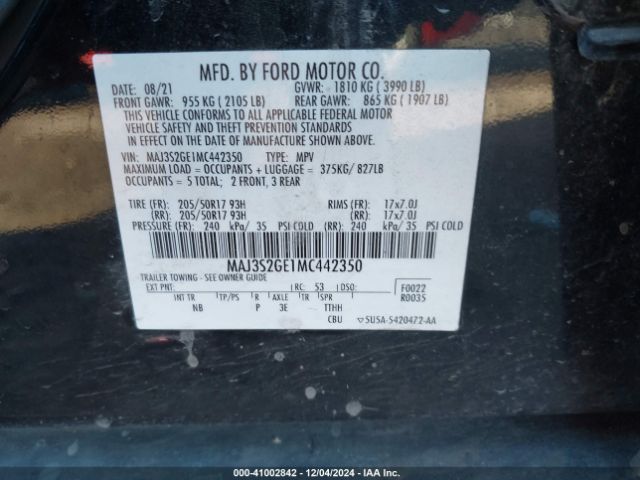 MFD. BY FORD MOTOR CO.
DATE: 08/21 GVWR: 1810 KG ( 3990 LB)
FRONT GAWR: 955 KG ( 2105 LB) REAR GAWR: 865 KG ( 1907 LB)
THIS VEHICLE CONFORMS TO ALL APPLICABLE FEDERAL MOTOR
VEHICLE SAFETY AND THEFT PREVENTION STANDARDS
IN EFFECT ON THE DATE OF MANUFACTURE SHOWN ABOVE.
VIN: MAJ3S2GE1MC442350 TYPE: MPV
MAXIMUM LOAD = OCCUPANTS + LUGGAGE = 375KG/ 827LB
OCCUPANTS = 5 TOTAL; 2 FRONT, 3 REAR
TIRE (FR): 205/50R17 93H RIMS (FR): 17x7.0J
(RR): 205/50R17 93H (RR): 17x7.0J
PRESSURE (FR): 240 kPa/ 35 PSI COLD (RR): 240 kPa/ 35 PSI COLD
MAJ3S2GE1MC442350
TRAILER TOWING - SEE OWNER GUIDE
EXT PNT: RC: 53 DSO: F0022
INT TR TP/PS R AXLE TR SPR R0035
NB P 3E TTHH
CBU ▽ SU5A-5420472-AA
000-41002842 - 12/04/2024 - IAA Inc.